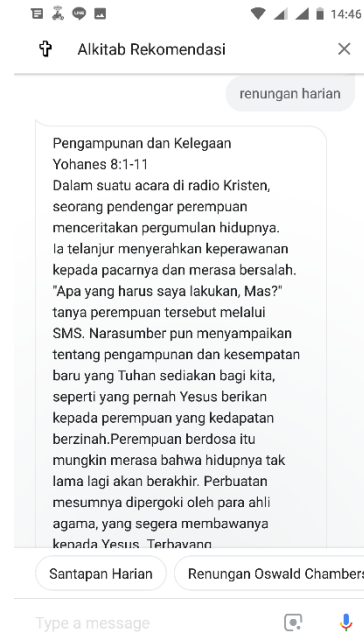 14:46
Alkitab Rekomendasi
renungan harian
Pengampunan dan Kelegaan
Yohanes 8:1-11
Dalam suatu acara di radio Kristen,
seorang pendengar perempuan
menceritakan pergumulan hidupnya.
Ia telanjur menyerahkan keperawanan
kepada pacarnya dan merasa bersalah.
"Apa yang harus saya lakukan, Mas?"
tanya perempuan tersebut melalui
SMS. Narasumber pun menyampaikan
tentang pengampunan dan kesempatan
baru yang Tuhan sediakan bagi kita,
seperti yang pernah Yesus berikan
kepada perempuan yang kedapatan
berzinah.Perempuan berdosa itu
mungkin merasa bahwa hidupnya tak
lama lagi akan berakhir. Perbuatan
mesumnya dipergoki oleh para ahli
agama, yang segera membawanya
kepada Yesus. Terbayang
Santapan Harian
Renungan Oswald Chambers
Type a message